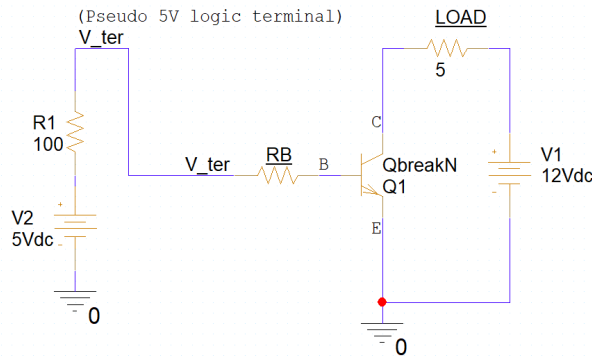 (Pseudo 5V logic terminal)
V_ter
LOAD
5
R1
100
C
V_ter
RB
B
QbreakN
Q1
V1
12Vdc
V2
5Vdc
E
0
0
+
-
+
-